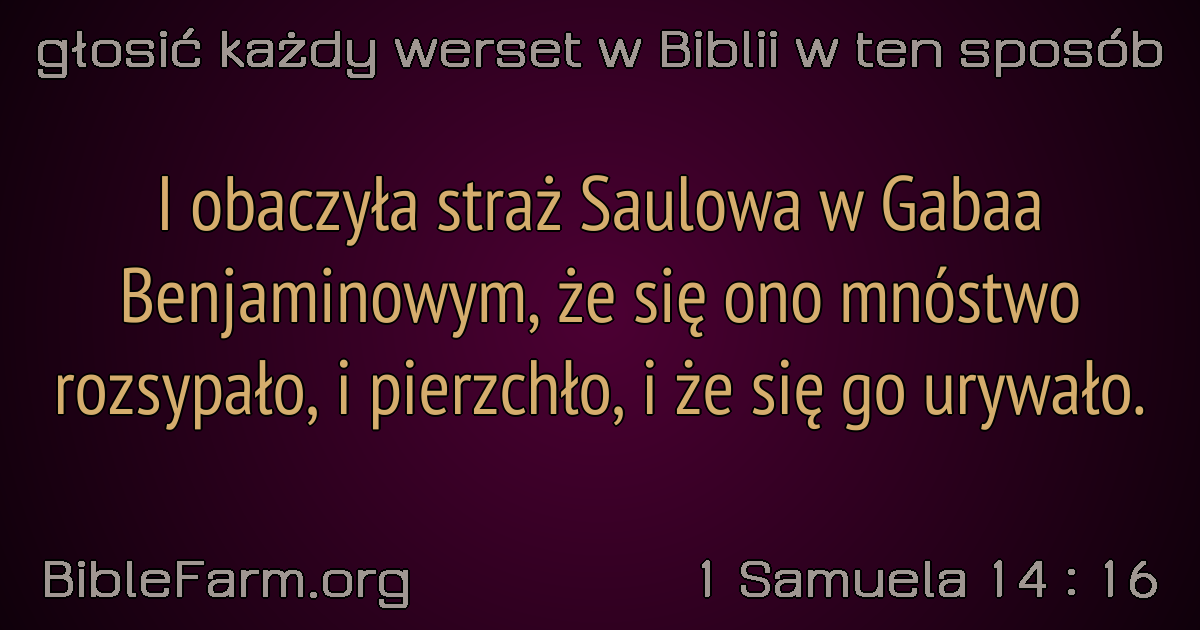 głosić każdy werset w Biblii w ten sposób
I obaczyła straż Saulowa w Gabaa
Benjaminowym, że się ono mnóstwo
rozsypało, i pierzchło, i że się go urywało.
BibleFarm.org
1 Samuela 14 : 16